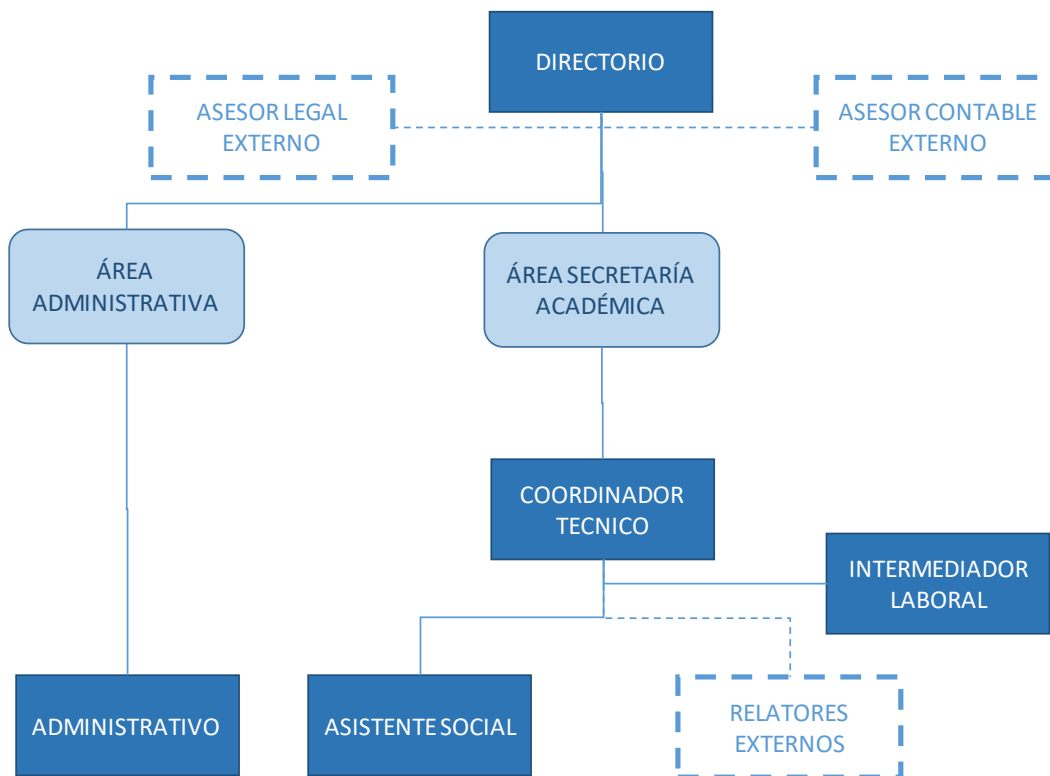 DIRECTORIO
ASESOR LEGAL
EXTERNO
ASESOR CONTABLE
EXTERNO
ÁREA
ADMINISTRATIVA
ÁREA SECRETARÍA
ACADÉMICA
COORDINADOR
TECNICO
INTERMEDIADOR
LABORAL
ADMINISTRATIVO
ASISTENTE SOCIAL
RELATORES
EXTERNOS